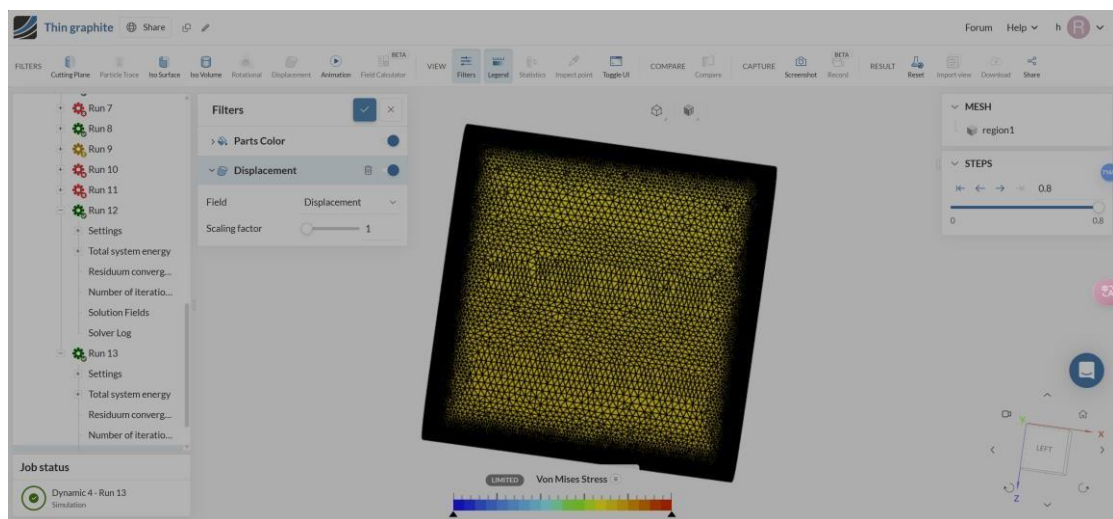 Thin graphite Share Forum Help h R
FILTERS Cutting Plane Particle Trace Iso Surface Iso Volume Rotational Displacement Animation BETA Field Calculator VIEW Filters Legend Statistics Inspect point Toggle UI COMPARE Compare CAPTURE Screenshot BETA Record RESULT Reset Import view Download Share
Run 7
Run 8
Run 9
Run 10
Run 11
Run 12
Settings
Total system energy
Residuum converg...
Number of iteratio...
Solution Fields
Solver Log
Run 13
Settings
Total system energy
Residuum converg...
Number of iteratio...
Job status
Dynamic 4 - Run 13
Simulation
Filters
Parts Color
Displacement
Field Displacement
Scaling factor 1
MESH
region1
STEPS
0.8
0 0.8
LIMITED Von Mises Stress
Y
X
LEFT
Z